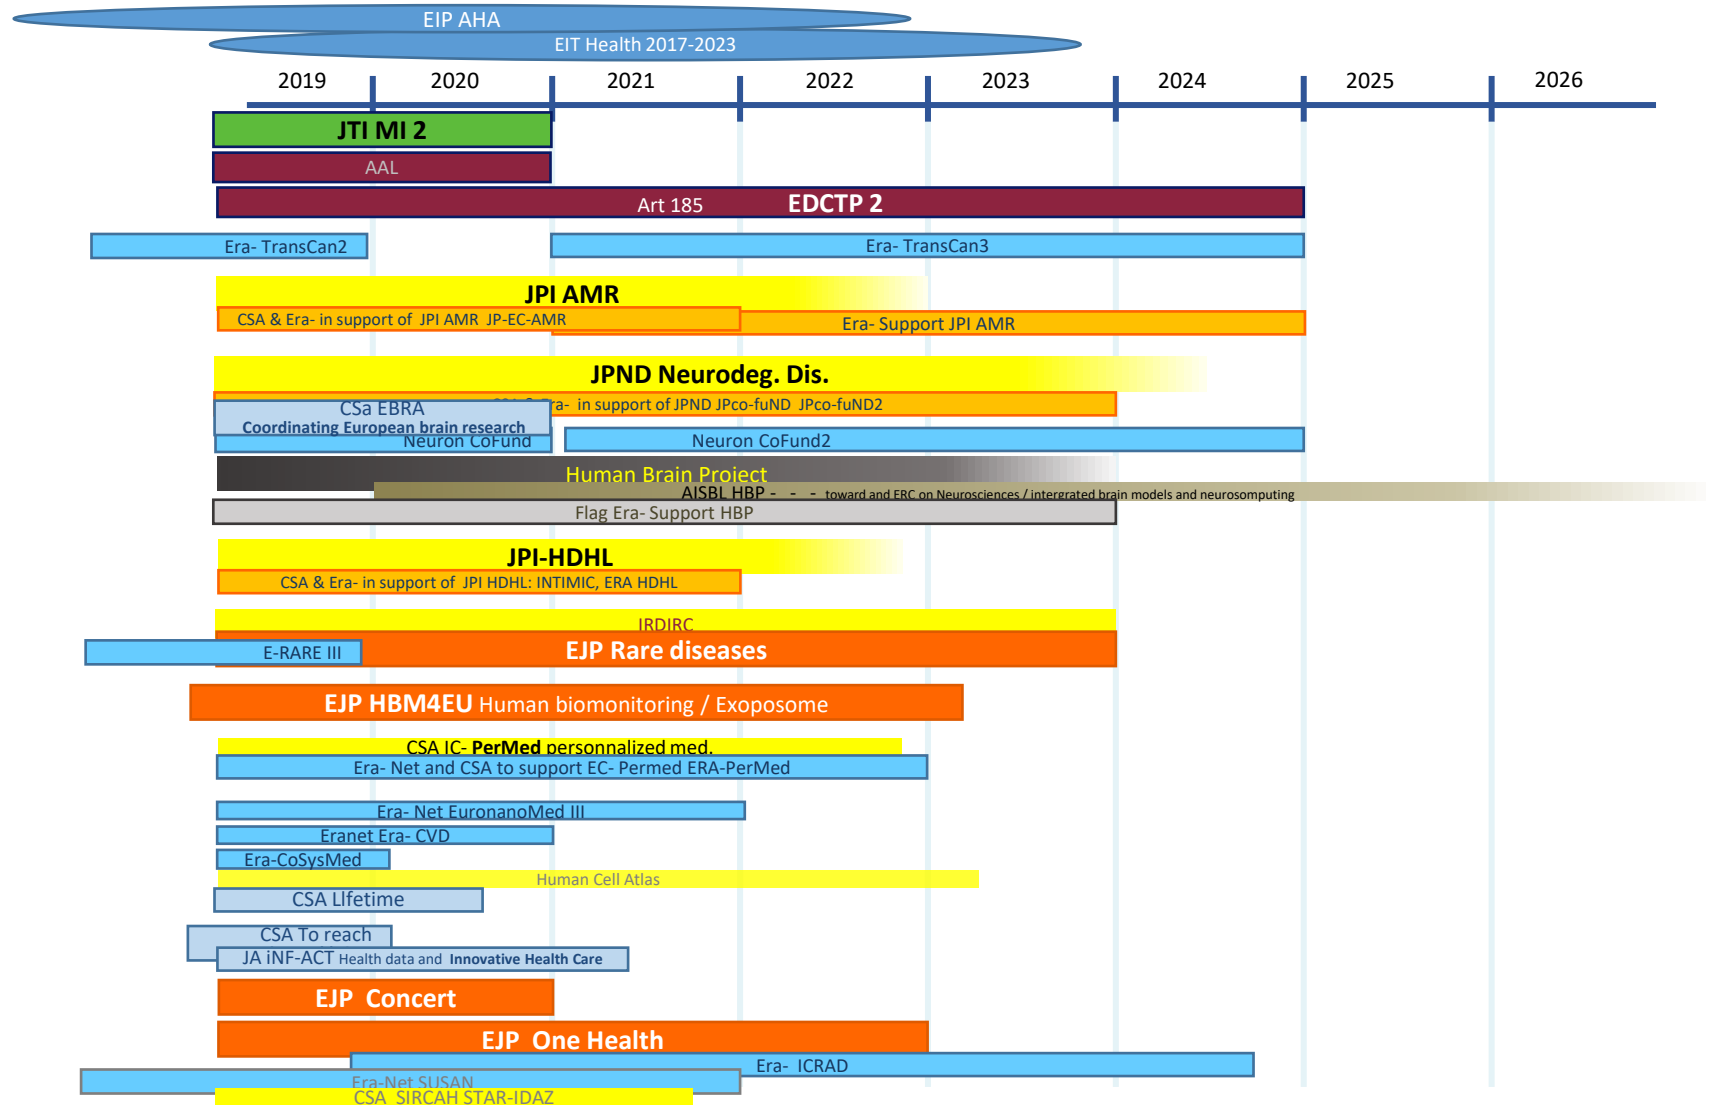 EIP AHA
EIT Health 2017-2023
2019 2020 2021 2022 2023 2024 2025 2026
JTI MI 2
AAL
Art 185 EDCTP 2
Era- TransCan2 Era- TransCan3
JPI AMR
CSA & Era- in support of JPI AMR JP-EC-AMR
Era- Support JPI AMR
JPND Neurodeg. Dis.
Era- in support of JPND JPco-fuND JPco-fuND2
CSa EBRA
Coordinating European brain research
Neuron CoFund Neuron CoFund2
Human Brain Project
AISBL HBP - - - toward and ERC on Neurosciences / intergrated brain models and neurosomputing
Flag Era- Support HBP
JPI-HDHL
CSA & Era- in support of JPI HDHL: INTIMIC, ERA HDHL
IRDIRC
E-RARE III EJP Rare diseases
EJP HBM4EU Human biomonitoring / Exoposome
CSA IC- PerMed personnalized med.
Era- Net and CSA to support EC- Permed ERA-PerMed
Era- Net EuronanoMed III
Eranet Era- CVD
Era-CoSysMed
Human Cell Atlas
CSA LIfetime
CSA To reach
JA iNF-ACT Health data and Innovative Health Care
EJP Concert
EJP One Health
Era- ICRAD
Era-Net SUSAN
CSA SIRCAH STAR-IDAZ